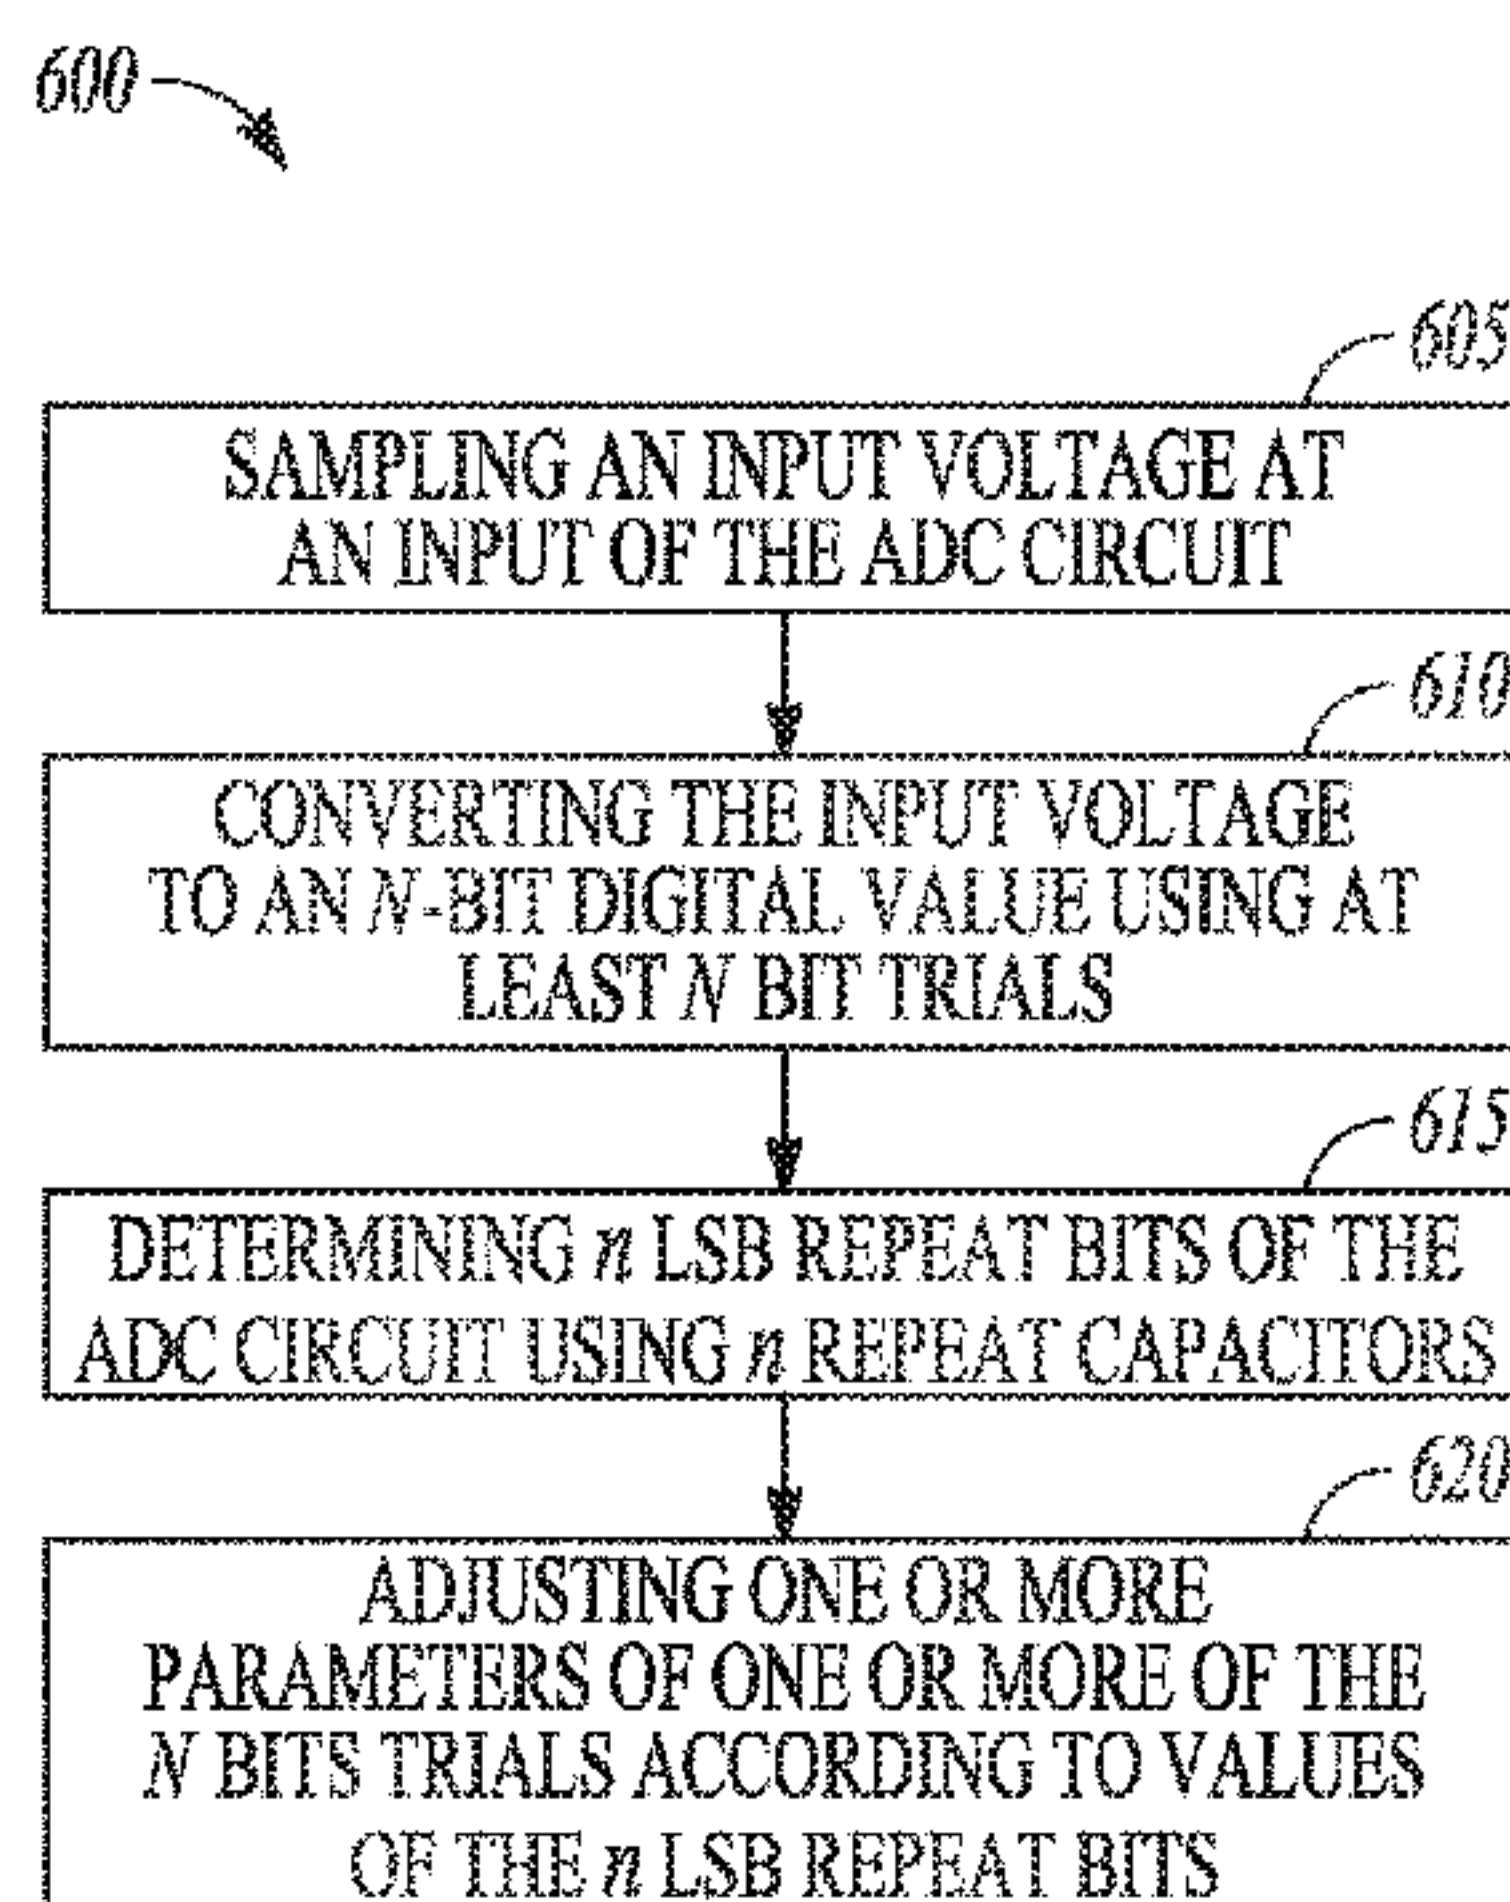 600
605
SAMPLING AN INPUT VOLTAGE AT
AN INPUT OF THE ADC CIRCUIT
610
CONVERTING THE INPUT VOLTAGE
TO AN N-BIT DIGITAL VALUE USING AT
LEAST N BIT TRIALS
615
DETERMINING n LSB REPEAT BITS OF THE
ADC CIRCUIT USING n REPEAT CAPACITORS
620
ADJUSTING ONE OR MORE
PARAMETERS OF ONE OR MORE OF THE
N BITS TRIALS ACCORDING TO VALUES
OF THE n LSB REPEAT BITS